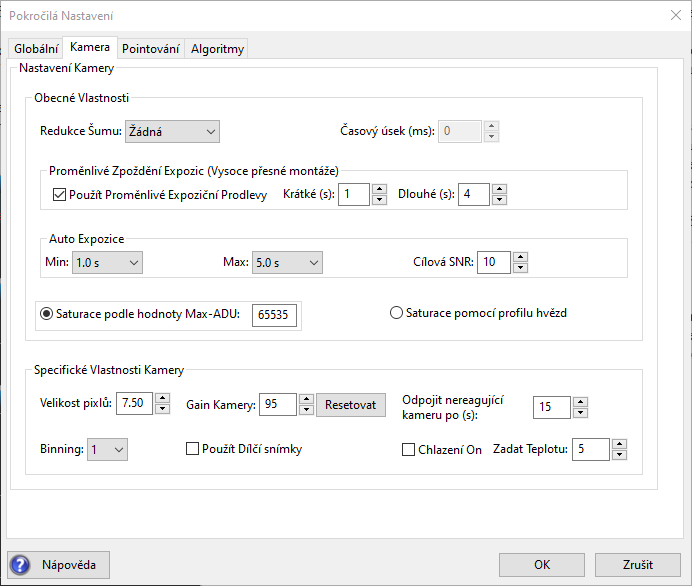 Pokročilá Nastavení
Globální Kamera Pointování Algoritmy
Nastavení Kamery
Obecné Vlastnosti
Redukce Šumu: Žádná Časový úsek (ms): 0
Proměnlivé Zpoždění Expozic (Vysoce přesné montáže)
Použít Proměnlivé Expoziční Prodlevy Krátké (s): 1 Dlouhé (s): 4
Auto Expozice
Min: 1.0 s Max: 5.0 s Cílová SNR: 10
Saturace podle hodnoty Max-ADU: 65535 Saturace pomocí profilu hvězd
Specifické Vlastnosti Kamery
Velikost pixlů: 7.50 Gain Kamery: 95 Resetovat Odpojit nereagující
kameru po (s): 15
Binning: 1 Použít Dílčí snímky Chlazení On Zadat Teplotu: 5
Nápověda OK Zrušit